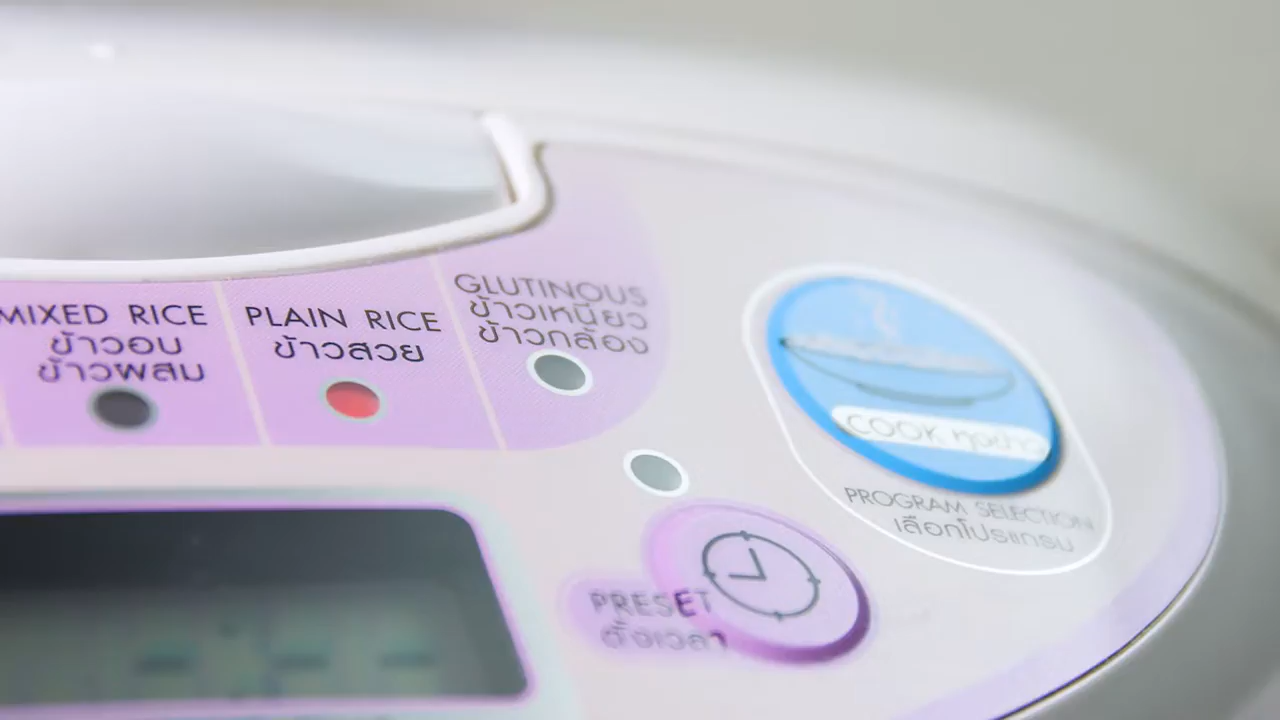 MIXED RICE
ข้าวอบ
ข้าวผสม
PLAIN RICE
ข้าวสวย
GLUTINOUS
ข้าวเหนียว
ข้าวกล้อง
COOK หุงข้าว
PROGRAM SELECTION
เลือกโปรแกรม
PRESET
ตั้งเวลา